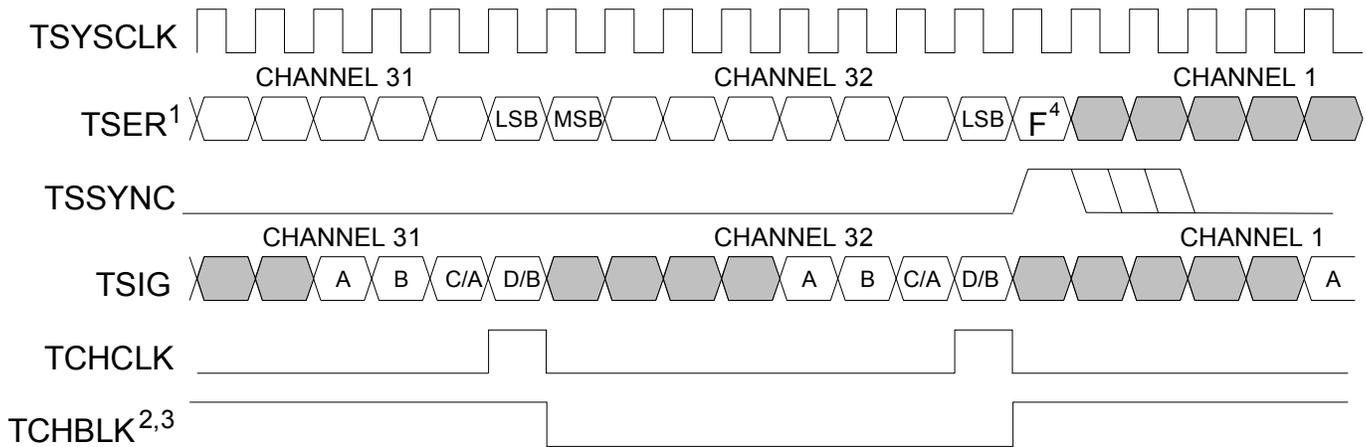 TSYSCLK
CHANNEL 31 CHANNEL 32 CHANNEL 1
TSER1 LSB MSB LSB F4
TSSYNC
CHANNEL 31 CHANNEL 32 CHANNEL 1
TSIG A B C/A D/B A B C/A D/B A
TCHCLK
TCHBLK2,3